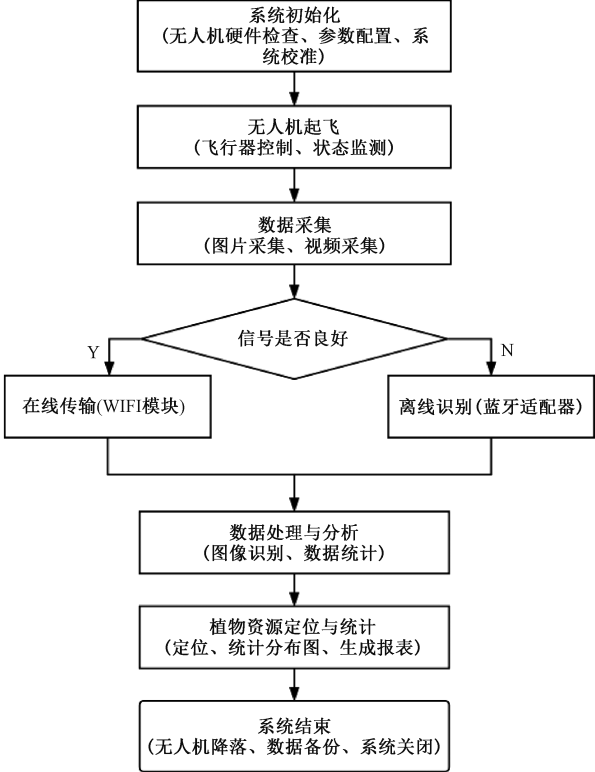 系统初始化
(无人机硬件检查、参数配置、系
统校准)
无人机起飞
(飞行器控制、状态监测)
数据采集
(图片采集、视频采集)
信号是否良好
Y
N
在线传输(WIFI模块)
离线识别(蓝牙适配器)
数据处理与分析
(图像识别、数据统计)
植物资源定位与统计
(定位、统计分布图、生成报表)
系统结束
(无人机降落、数据备份、系统关闭)